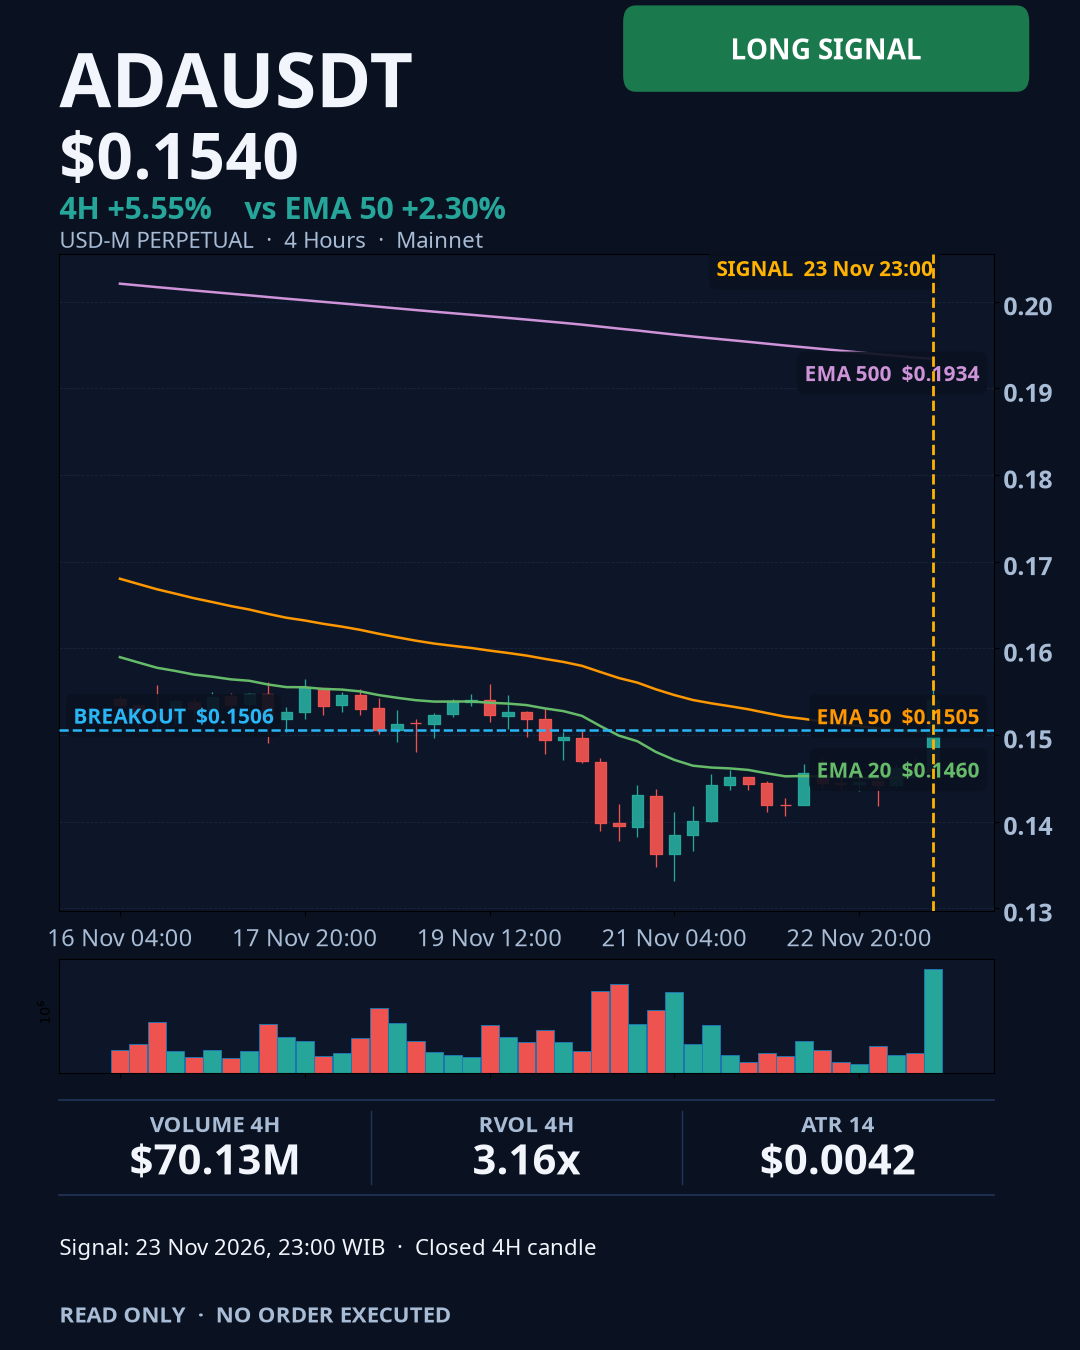 LONG SIGNAL
ADAUSDT
$0.1540
4H +5.55% vs EMA 50 +2.30%
USD-M PERPETUAL · 4 Hours · Mainnet
SIGNAL 23 Nov 23:00
0.20
EMA 500 $0.1934
0.19
0.18
0.17
0.16
BREAKOUT $0.1506
EMA 50 $0.1505
0.15
EMA 20 $0.1460
0.14
0.13
16 Nov 04:00 17 Nov 20:00 19 Nov 12:00 21 Nov 04:00 22 Nov 20:00
10⁶
VOLUME 4H RVOL 4H ATR 14
$70.13M 3.16x $0.0042
Signal: 23 Nov 2026, 23:00 WIB · Closed 4H candle
READ ONLY · NO ORDER EXECUTED